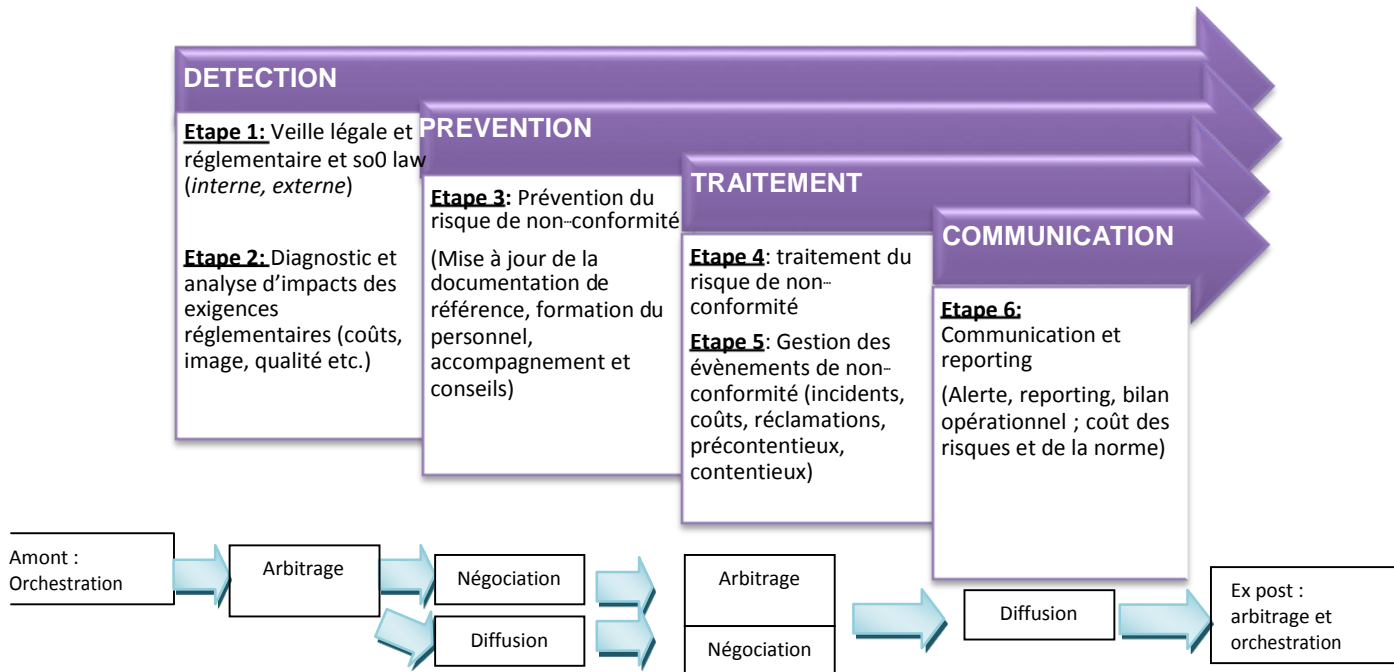 DETECTION
Etape 1: Veille légale et
réglementaire et so0 law
(interne, externe)
Etape 2: Diagnostic et
analyse d’impacts des
exigences
réglementaires (coûts,
image, qualité etc.)
PREVENTION
Etape 3: Prévention du
risque de non-conformité
(Mise à jour de la
documentation de
référence, formation du
personnel,
accompagnement et
conseils)
TRAITEMENT
Etape 4: traitement du
risque de non-
conformité
Etape 5: Gestion des
évènements de non-
conformité (incidents,
coûts, réclamations,
précontentieux,
contentieux)
COMMUNICATION
Etape 6:
Communication et
reporting
(Alerte, reporting, bilan
opérationnel ; coût des
risques et de la norme)
Amont :
Orchestration
Arbitrage
Négociation
Diffusion
Arbitrage
Négociation
Diffusion
Ex post :
arbitrage et
orchestration